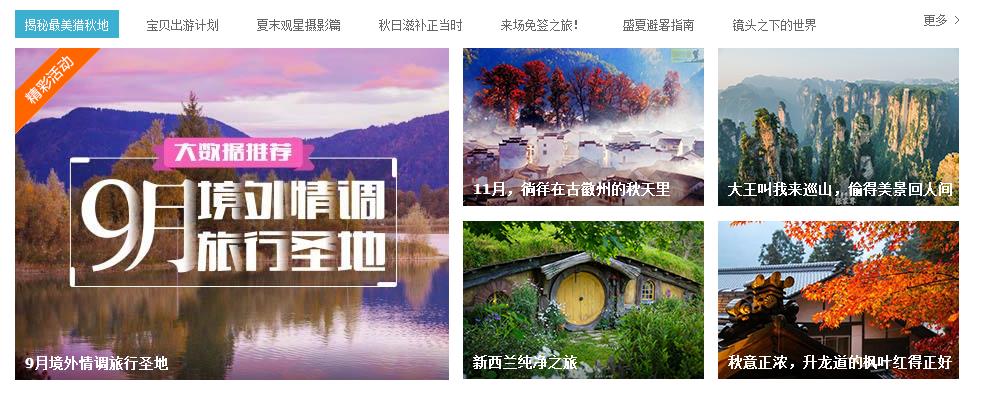 揭秘最美猎秋地
宝贝出游计划
夏末观星摄影篇
秋日滋补正当时
来场免签之旅!
盛夏避暑指南
镜头之下的世界
更多
精彩活动
大数据推荐
9月
境外情调
旅行圣地
9月境外情调旅行圣地
11月，徜徉在古徽州的秋天里
大王叫我来巡山，偷得美景回人间
新西兰纯净之旅
秋意正浓，升龙道的枫叶红得正好